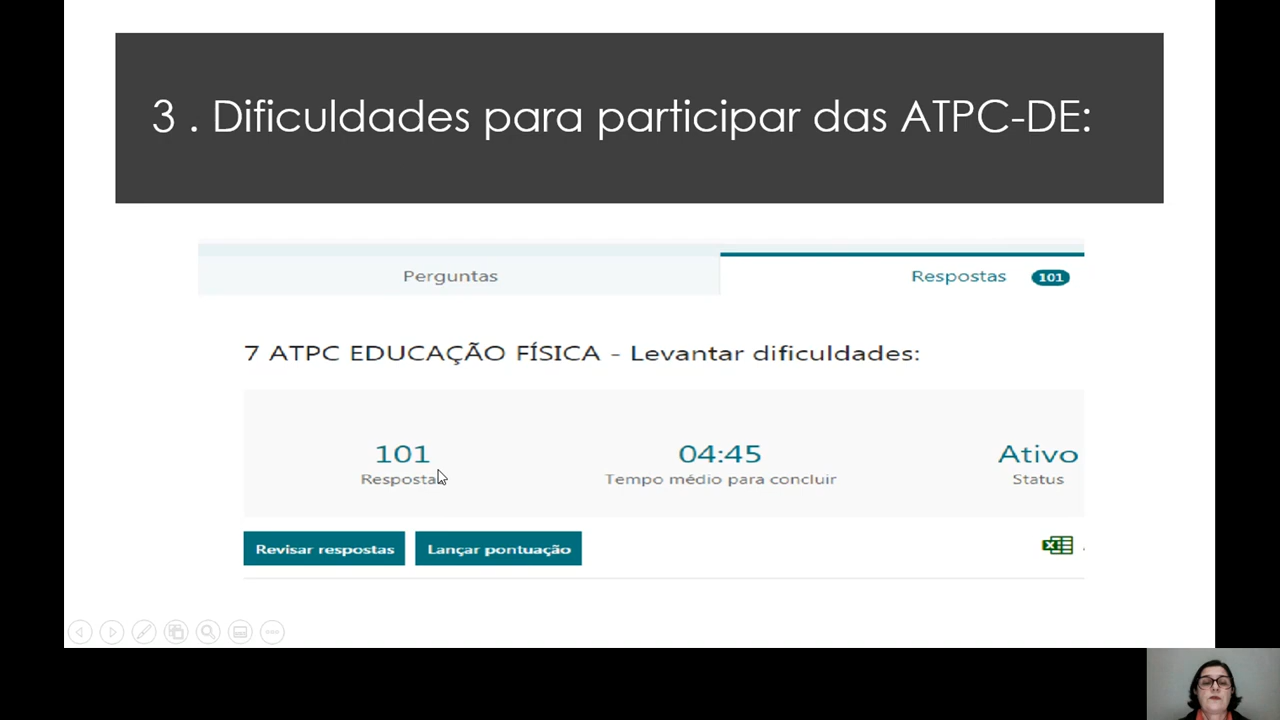 3 . Dificuldades para participar das ATPC-DE:
Perguntas
Respostas 101
7 ATPC EDUCAÇÃO FÍSICA - Levantar dificuldades:
101
04:45
Ativo
Respostas
Tempo médio para concluir
Status
Revisar respostas
Lançar pontuação